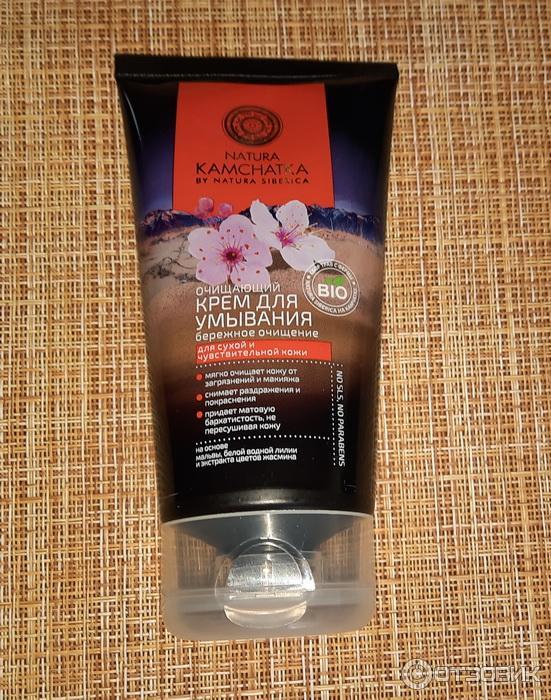 NATURA
KAMCHATKA
BY NATURA SIBERICA
ОЧИЩАЮЩИЙ
КРЕМ ДЛЯ
УМЫВАНИЯ
бережное очищение
для сухой и
чувствительной кожи
BIO
мягко очищает кожу от
загрязнений и макияжа
снимает раздражения и
покраснения
придает матовую
бархатистость, не
пересушивая кожу
на основе
мальвы, белой водной лилии
и экстракта цветов жасмина
NO SLS, NO PARABENS
ОТЗОВИК